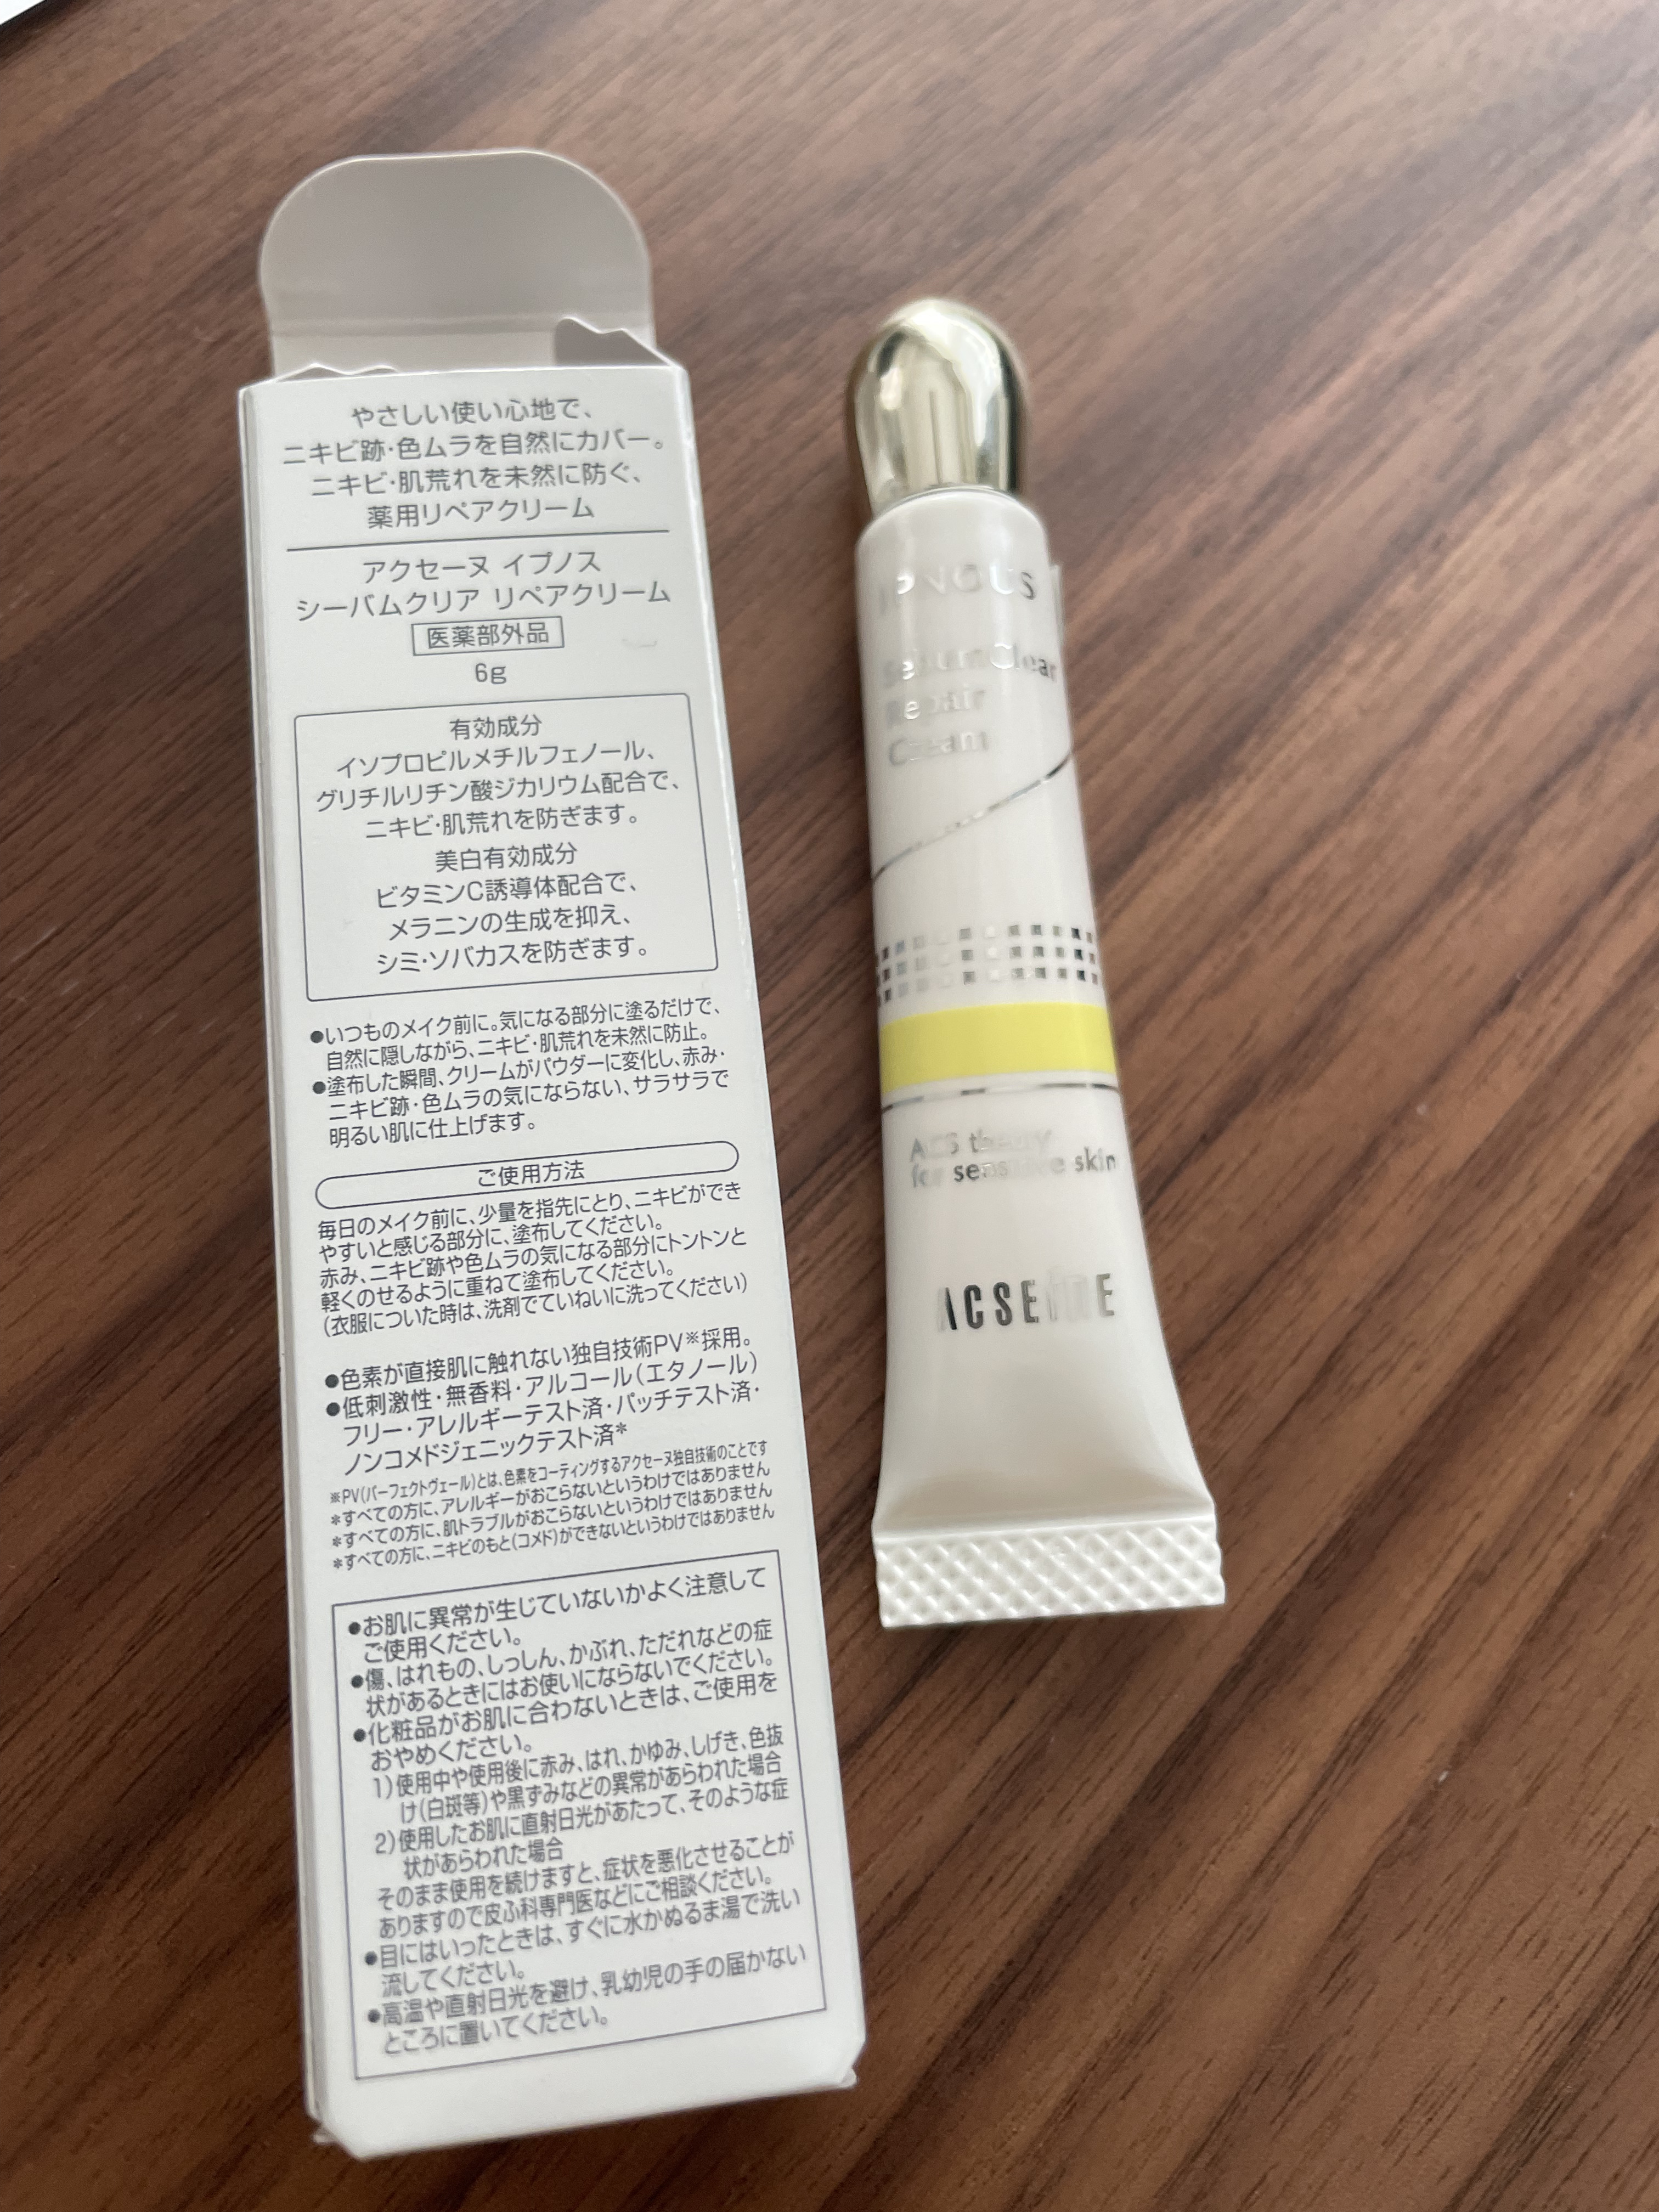 やさしい使い心地で、
ニキビ跡・色ムラを自然にカバー。
ニキビ・肌荒れを未然に防ぐ、
薬用リペアクリーム
アクセーヌ イプノス
シーバムクリア リペアクリーム
医薬部外品
6g
有効成分
イソプロピルメチルフェノール、
グリチルリチン酸ジカリウム配合で、
ニキビ・肌荒れを防ぎます。
美白有効成分
ビタミンC誘導体配合で、
メラニンの生成を抑え、
シミ・ソバカスを防ぎます。
●いつものメイク前に。気になる部分に塗るだけで、
自然に隠しながら、ニキビ・肌荒れを未然に防止。
●塗布した瞬間、クリームがパウダーに変化し、赤み・
ニキビ跡・色ムラの気にならない、サラサラで
明るい肌に仕上げます。
ご使用方法
毎日のメイク前に、少量を指先にとり、ニキビができ
やすいと感じる部分に、塗布してください。
赤み、ニキビ跡や色ムラの気になる部分にトントンと
軽くのせるように重ねて塗布してください。
(衣服についた時は、洗剤でていねいに洗ってください)
●色素が直接肌に触れない独自技術PV※採用。
●低刺激性・無香料・アルコール(エタノール)
フリー・アレルギーテスト済・パッチテスト済・
ノンコメドジェニックテスト済*
※PV(パーフェクトヴェール)とは、色素をコーティングするアクセーヌ独自技術のことです
*すべての方に、アレルギーがおこらないというわけではありません
*すべての方に、肌トラブルがおこらないというわけではありません
*すべての方に、ニキビのもと(コメド)ができないというわけではありません
●お肌に異常が生じていないかよく注意して
ご使用ください。
●傷、はれもの、しっしん、かぶれ、ただれなどの症
状があるときにはお使いにならないでください。
●化粧品がお肌に合わないときは、ご使用を
おやめください。
1)使用中や使用後に赤み、はれ、かゆみ、しげき、色抜
け(白斑等)や黒ずみなどの異常があらわれた場合
2)使用したお肌に直射日光があたって、そのような症
状があらわれた場合
そのまま使用を続けますと、症状を悪化させることが
ありますので皮ふ科専門医などにご相談ください。
●目にはいったときは、すぐに水かぬるま湯で洗い
流してください。
●高温や直射日光を避け、乳幼児の手の届かない
ところに置いてください。
IPNOUS
SebumClear
Repair
Cream
ACS theory
for sensitive skin
ACSEINE